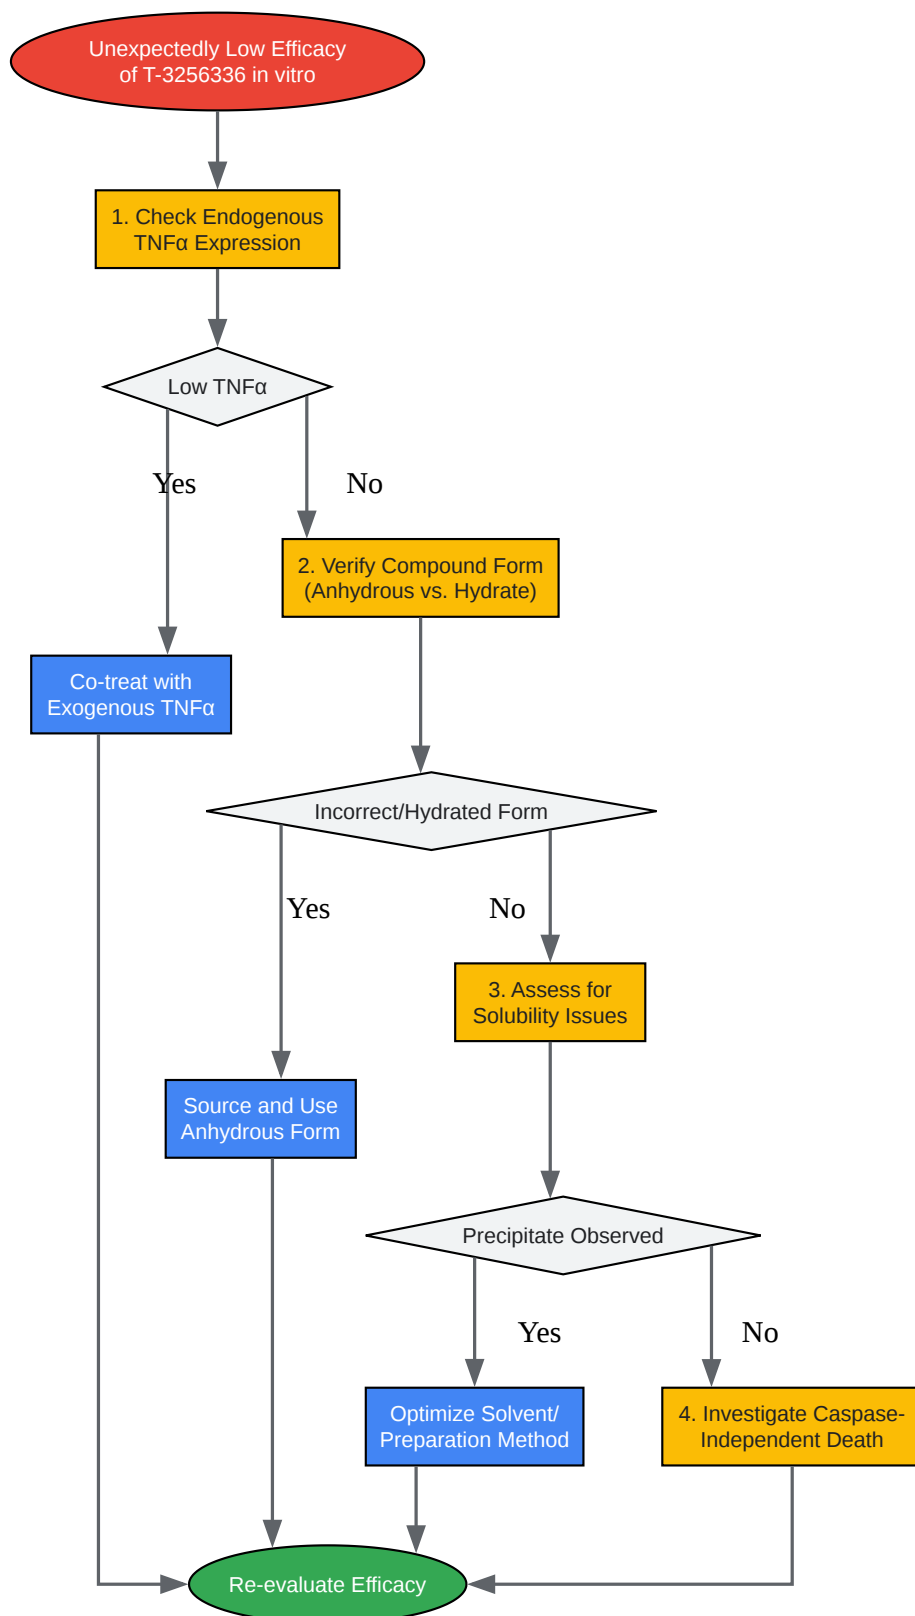 Unexpectedly Low Efficacy
of T-3256336 in vitro
1. Check Endogenous
TNFα Expression
Low TNFα
Yes
No
2. Verify Compound Form
(Anhydrous vs. Hydrate)
Co-treat with
Exogenous TNFα
Incorrect/Hydrated Form
Yes
No
3. Assess for
Solubility Issues
Source and Use
Anhydrous Form
Precipitate Observed
Yes
No
Optimize Solvent/
Preparation Method
4. Investigate Caspase-
Independent Death
Re-evaluate Efficacy